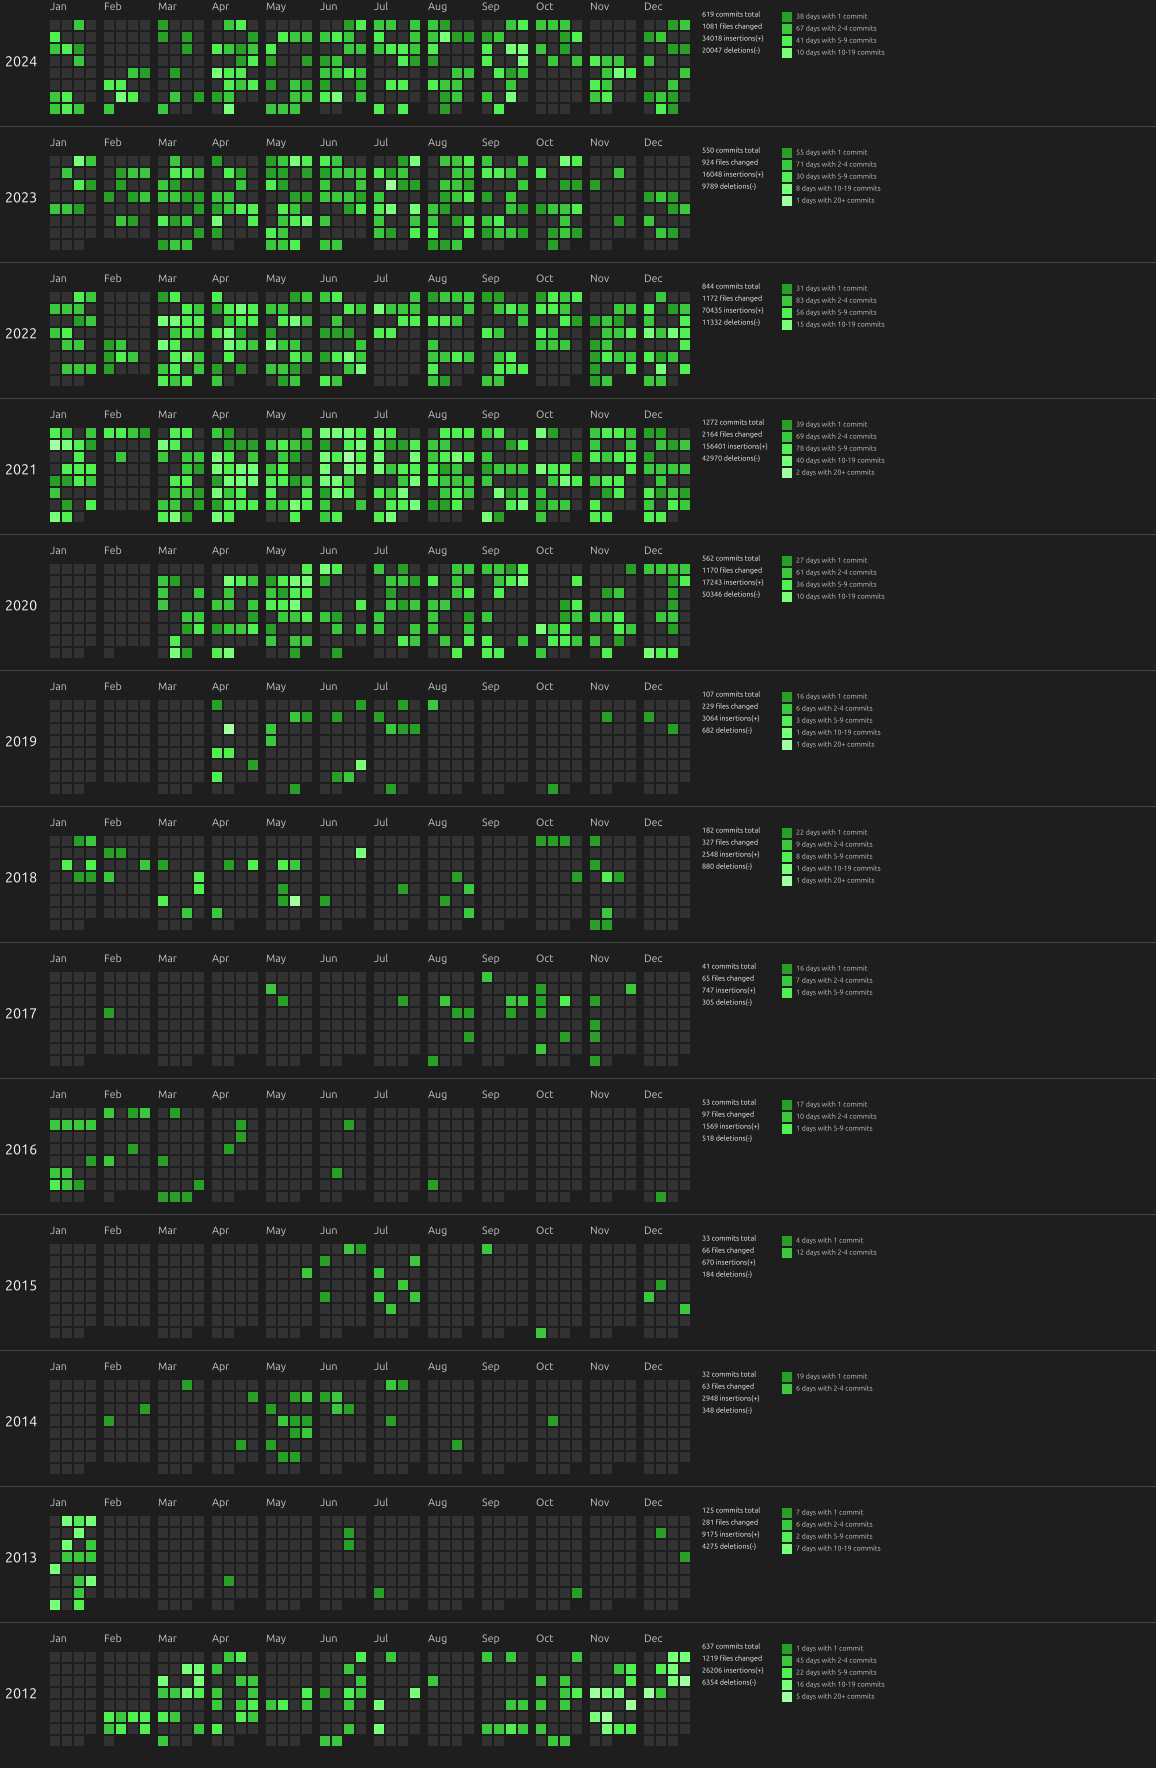 Jan Feb Mar Apr May Jun Jul Aug Sep Oct Nov Dec
619 commits total
1081 files changed
34018 insertions(+)
20047 deletions(-)
38 days with 1 commit
67 days with 2-4 commits
41 days with 5-9 commits
10 days with 10-19 commits
2024
Jan Feb Mar Apr May Jun Jul Aug Sep Oct Nov Dec
550 commits total
924 files changed
16048 insertions(+)
9789 deletions(-)
55 days with 1 commit
71 days with 2-4 commits
30 days with 5-9 commits
8 days with 10-19 commits
1 days with 20+ commits
2023
Jan Feb Mar Apr May Jun Jul Aug Sep Oct Nov Dec
844 commits total
1172 files changed
70435 insertions(+)
11332 deletions(-)
31 days with 1 commit
83 days with 2-4 commits
56 days with 5-9 commits
15 days with 10-19 commits
2022
Jan Feb Mar Apr May Jun Jul Aug Sep Oct Nov Dec
1272 commits total
2164 files changed
156401 insertions(+)
42970 deletions(-)
39 days with 1 commit
69 days with 2-4 commits
78 days with 5-9 commits
40 days with 10-19 commits
2 days with 20+ commits
2021
Jan Feb Mar Apr May Jun Jul Aug Sep Oct Nov Dec
562 commits total
1170 files changed
17243 insertions(+)
50346 deletions(-)
27 days with 1 commit
61 days with 2-4 commits
36 days with 5-9 commits
10 days with 10-19 commits
2020
Jan Feb Mar Apr May Jun Jul Aug Sep Oct Nov Dec
107 commits total
229 files changed
3064 insertions(+)
682 deletions(-)
16 days with 1 commit
6 days with 2-4 commits
3 days with 5-9 commits
1 days with 10-19 commits
1 days with 20+ commits
2019
Jan Feb Mar Apr May Jun Jul Aug Sep Oct Nov Dec
182 commits total
327 files changed
2548 insertions(+)
880 deletions(-)
22 days with 1 commit
9 days with 2-4 commits
8 days with 5-9 commits
1 days with 10-19 commits
1 days with 20+ commits
2018
Jan Feb Mar Apr May Jun Jul Aug Sep Oct Nov Dec
41 commits total
65 files changed
747 insertions(+)
305 deletions(-)
16 days with 1 commit
7 days with 2-4 commits
1 days with 5-9 commits
2017
Jan Feb Mar Apr May Jun Jul Aug Sep Oct Nov Dec
53 commits total
97 files changed
1569 insertions(+)
518 deletions(-)
17 days with 1 commit
10 days with 2-4 commits
1 days with 5-9 commits
2016
Jan Feb Mar Apr May Jun Jul Aug Sep Oct Nov Dec
33 commits total
66 files changed
670 insertions(+)
184 deletions(-)
4 days with 1 commit
12 days with 2-4 commits
2015
Jan Feb Mar Apr May Jun Jul Aug Sep Oct Nov Dec
32 commits total
63 files changed
2948 insertions(+)
348 deletions(-)
19 days with 1 commit
6 days with 2-4 commits
2014
Jan Feb Mar Apr May Jun Jul Aug Sep Oct Nov Dec
125 commits total
281 files changed
9175 insertions(+)
4275 deletions(-)
7 days with 1 commit
6 days with 2-4 commits
2 days with 5-9 commits
7 days with 10-19 commits
2013
Jan Feb Mar Apr May Jun Jul Aug Sep Oct Nov Dec
637 commits total
1219 files changed
26206 insertions(+)
6354 deletions(-)
1 days with 1 commit
45 days with 2-4 commits
22 days with 5-9 commits
16 days with 10-19 commits
5 days with 20+ commits
2012